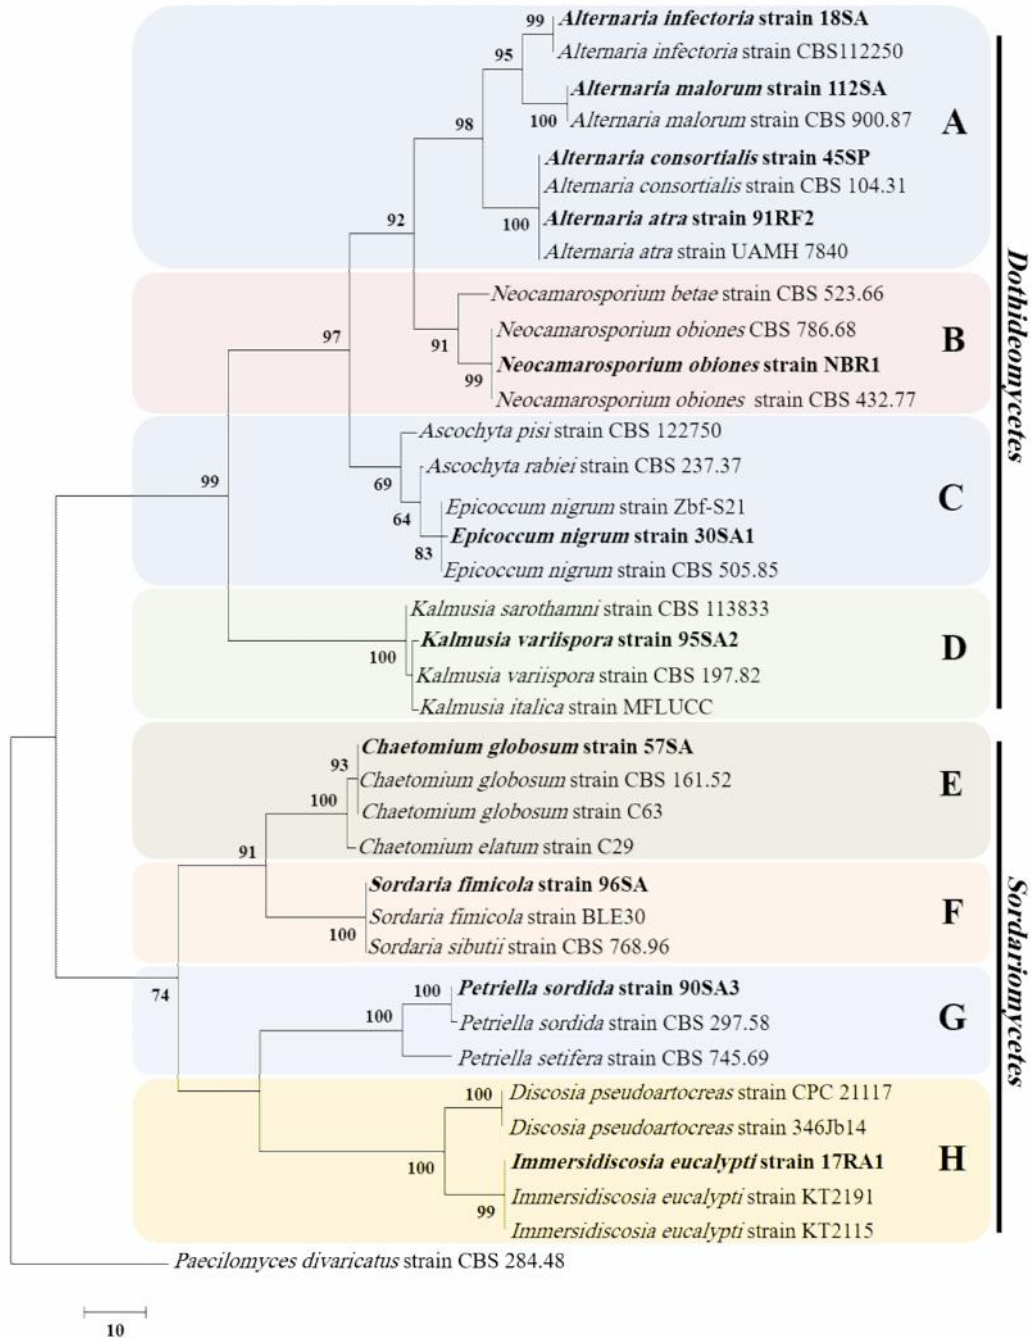 99
Alternaria infectoria strain 18SA
Alternaria infectoria strain CBS112250
95
Alternaria malorum strain 112SA
100
Alternaria malorum strain CBS 900.87
A
98
Alternaria consortialis strain 45SP
Alternaria consortialis strain CBS 104.31
100
Alternaria atra strain 91RF2
Alternaria atra strain UAMH 7840
92
Neocamarosporium betae strain CBS 523.66
Neocamarosporium obiones CBS 786.68
91
B
Neocamarosporium obiones strain NBR1
99
Neocamarosporium obiones strain CBS 432.77
97
Ascochyta pisi strain CBS 122750
Ascochyta rabiei strain CBS 237.37
69
99
C
Epicoccum nigrum strain Zbf-S21
64
Epicoccum nigrum strain 30SA1
83
Epicoccum nigrum strain CBS 505.85
Kalmusia sarothamni strain CBS 113833
Kalmusia variispora strain 95SA2
100
D
Kalmusia variispora strain CBS 197.82
Kalmusia italica strain MFLUCC
Dothideomycetes
Chaetomium globosum strain 57SA
93
Chaetomium globosum strain CBS 161.52
E
100
Chaetomium globosum strain C63
Chaetomium elatum strain C29
91
Sordaria fimicola strain 96SA
Sordaria fimicola strain BLE30
F
100
Sordaria sibutii strain CBS 768.96
74
100
Petriella sordida strain 90SA3
100
Petriella sordida strain CBS 297.58
G
Petriella setifera strain CBS 745.69
100
Discosia pseudoartocreas strain CPC 21117
Discosia pseudoartocreas strain 346Jb14
100
Immersidiscosia eucalypti strain 17RA1
H
Immersidiscosia eucalypti strain KT2191
99
Immersidiscosia eucalypti strain KT2115
Sordariomycetes
Paecilomyces divaricatus strain CBS 284.48
10